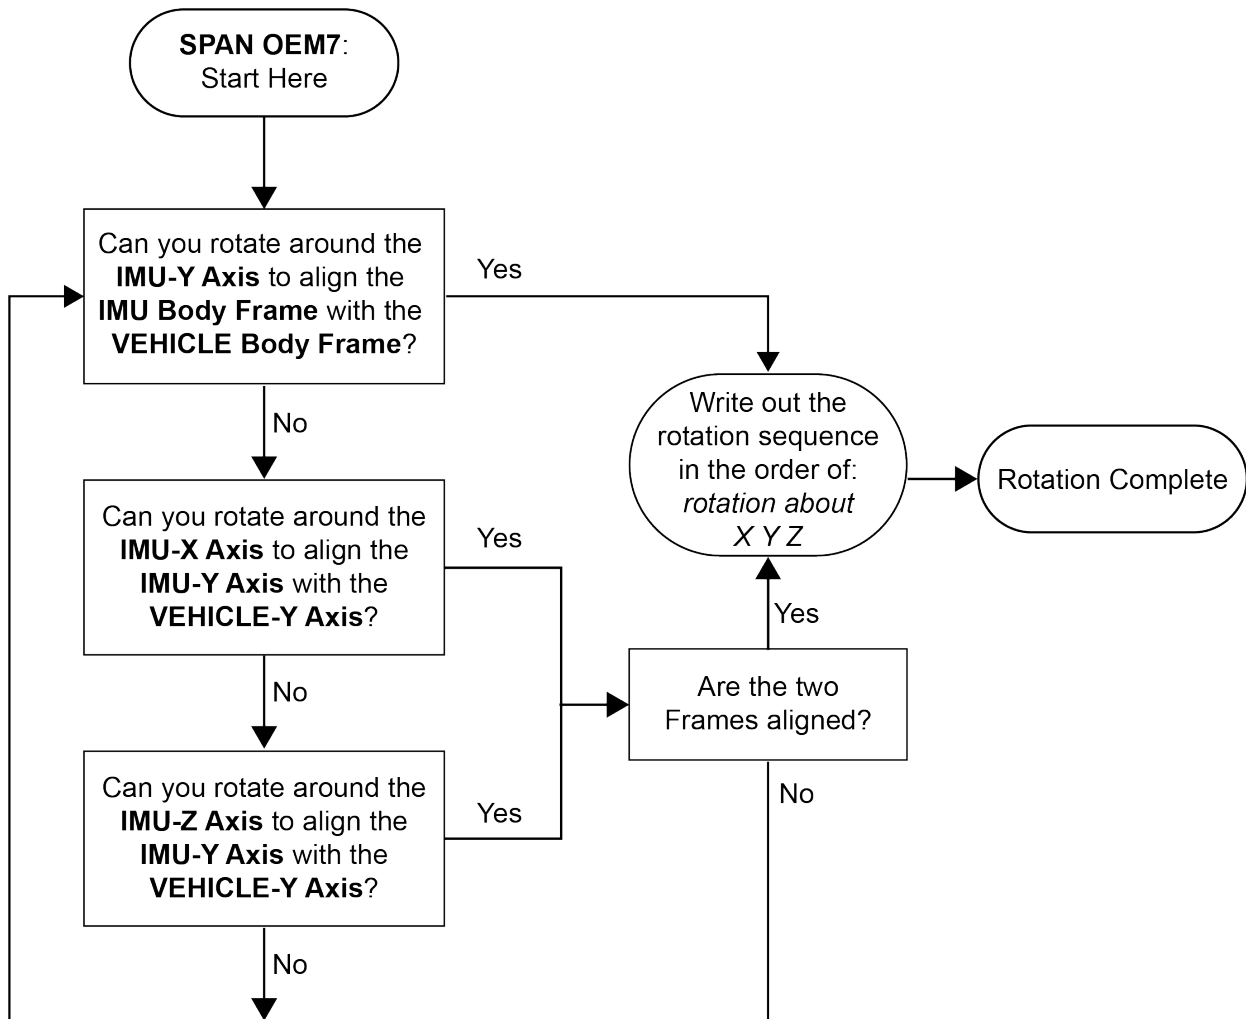 SPAN OEM7:
Start Here
Can you rotate around the
IMU-Y Axis to align the
IMU Body Frame with the
VEHICLE Body Frame?
Yes
No
Can you rotate around the
IMU-X Axis to align the
IMU-Y Axis with the
VEHICLE-Y Axis?
Yes
No
Can you rotate around the
IMU-Z Axis to align the
IMU-Y Axis with the
VEHICLE-Y Axis?
Yes
No
Write out the
rotation sequence
in the order of:
rotation about
X Y Z
Rotation Complete
Yes
Are the two
Frames aligned?
No